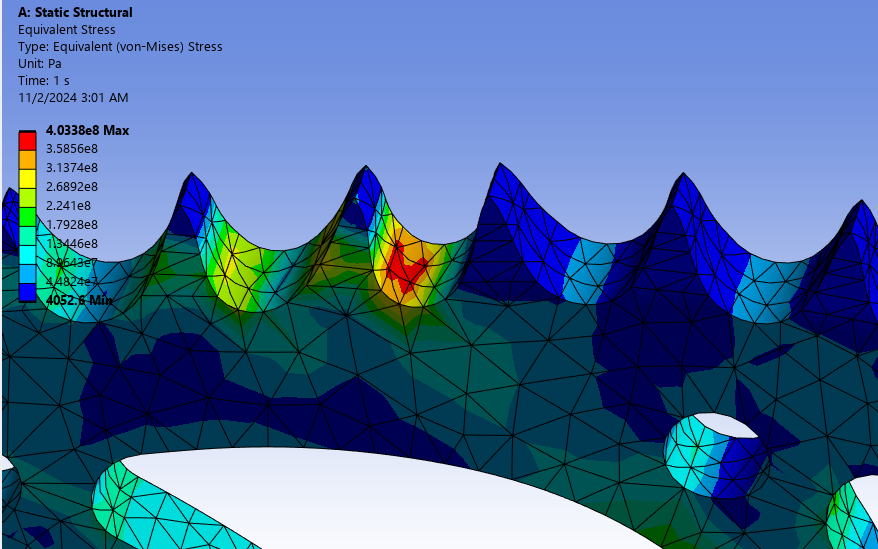 A: Static Structural
Equivalent Stress
Type: Equivalent (von-Mises) Stress
Unit: Pa
Time: 1 s
11/2/2024 3:01 AM
4.0338e8 Max
3.5856e8
3.1374e8
2.6892e8
2.241e8
1.7928e8
1.3446e8
8.9643e7
4.4824e7
4052.6 Min